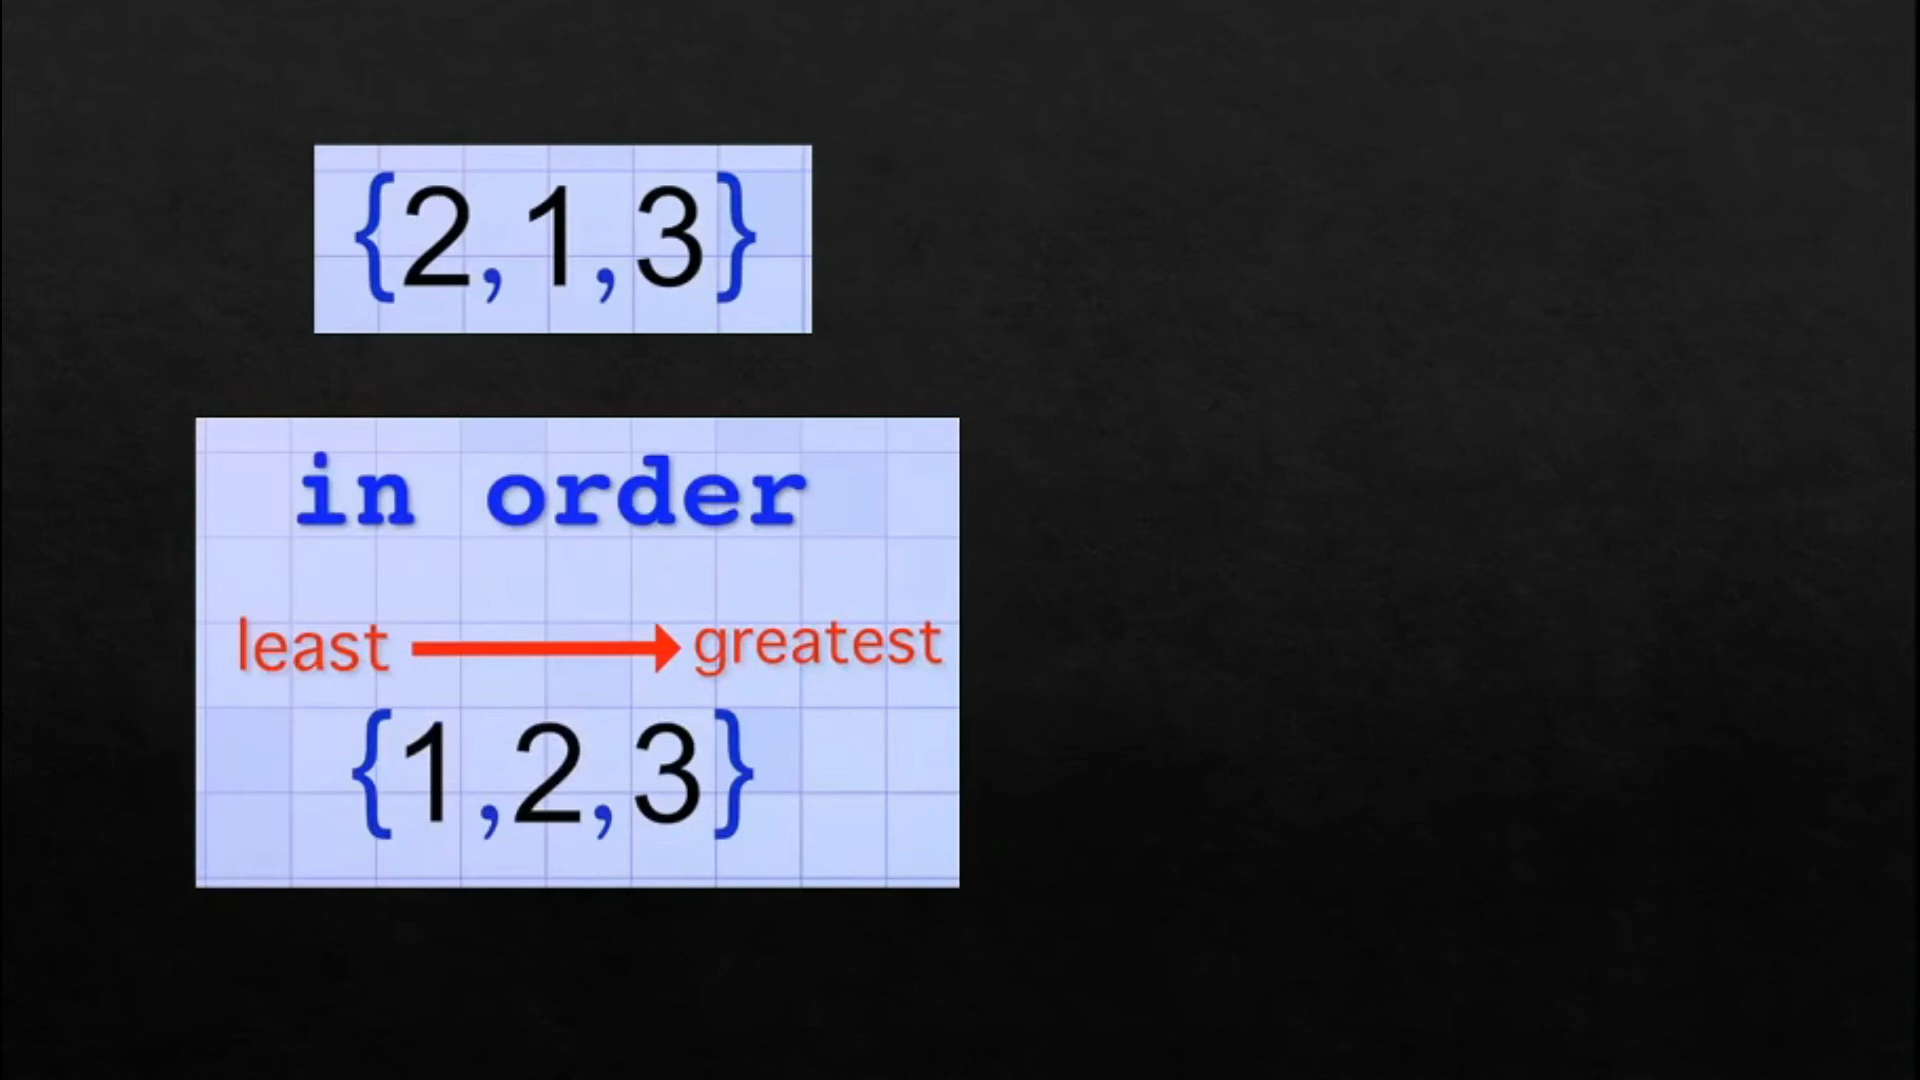 {2,1,3}
in order
least greatest
{1,2,3}